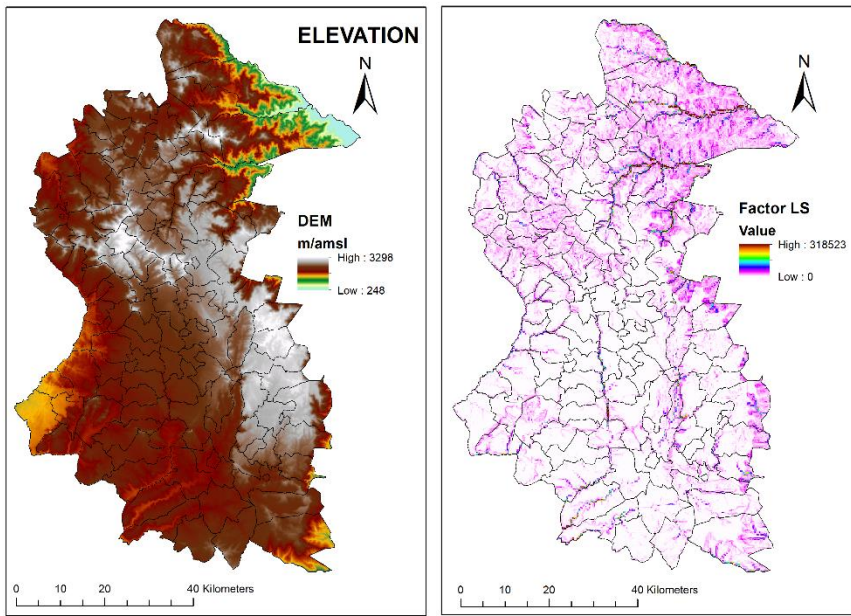 ELEVATION
N
DEM
m/amsl
High : 3298
Low : 248
0 10 20 40 Kilometers
N
Factor LS
Value
High : 318523
Low : 0
0 10 20 40 Kilometers